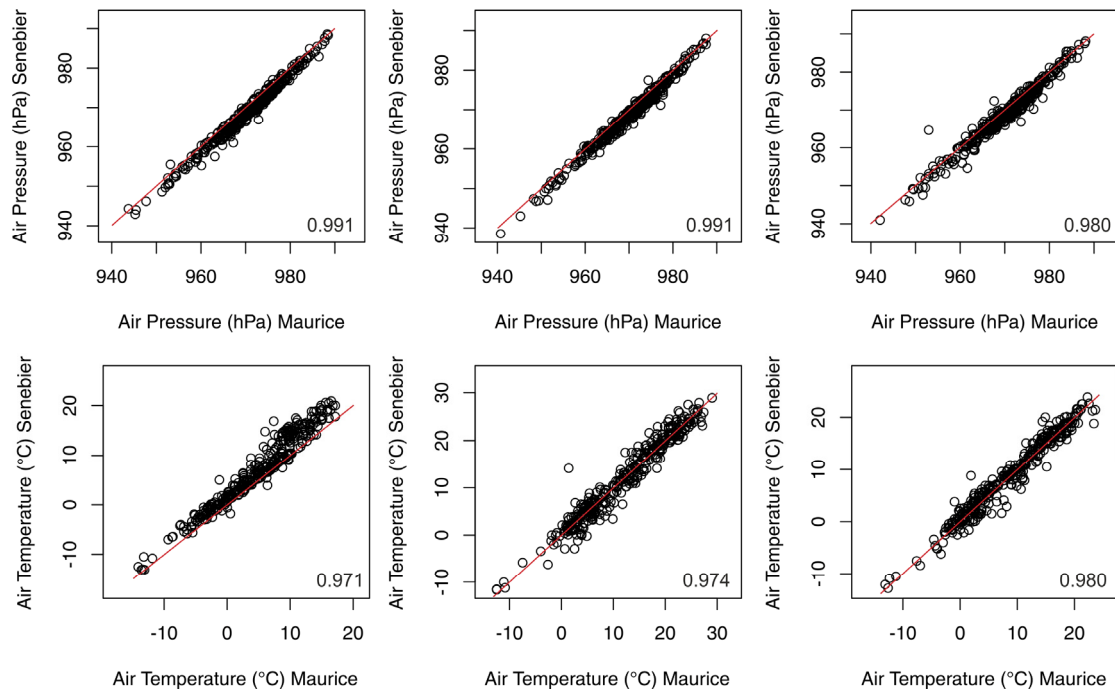 Air Pressure (hPa) Senebier
980
960
940
0.991
940 960 980
Air Pressure (hPa) Maurice
Air Pressure (hPa) Senebier
980
960
940
0.991
940 960 980
Air Pressure (hPa) Maurice
Air Pressure (hPa) Senebier
980
960
940
0.980
940 960 980
Air Pressure (hPa) Maurice
Air Temperature (°C) Senebier
20
10
0
-10
0.971
-10 0 10 20
Air Temperature (°C) Maurice
Air Temperature (°C) Senebier
30
20
10
0
-10
0.974
-10 0 10 20 30
Air Temperature (°C) Maurice
Air Temperature (°C) Senebier
20
10
0
-10
0.980
-10 0 10 20
Air Temperature (°C) Maurice